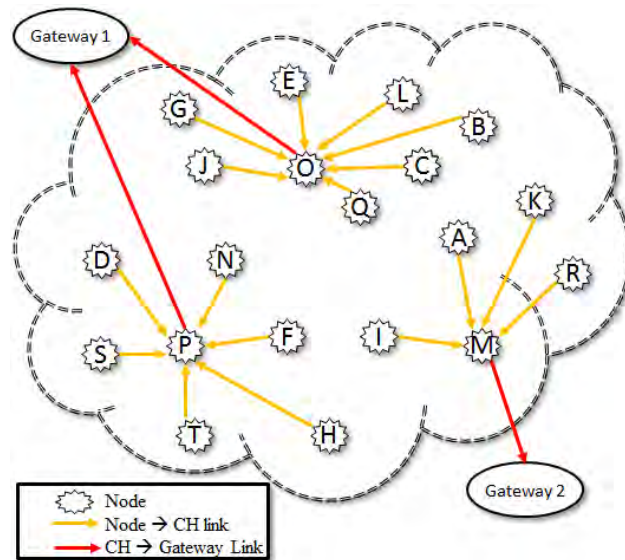 Gateway 1
E
L
G
B
O
J
C
Q
K
A
D
N
R
S
P
F
I
M
T
H
Gateway 2
Node
Node → CH link
CH → Gateway Link